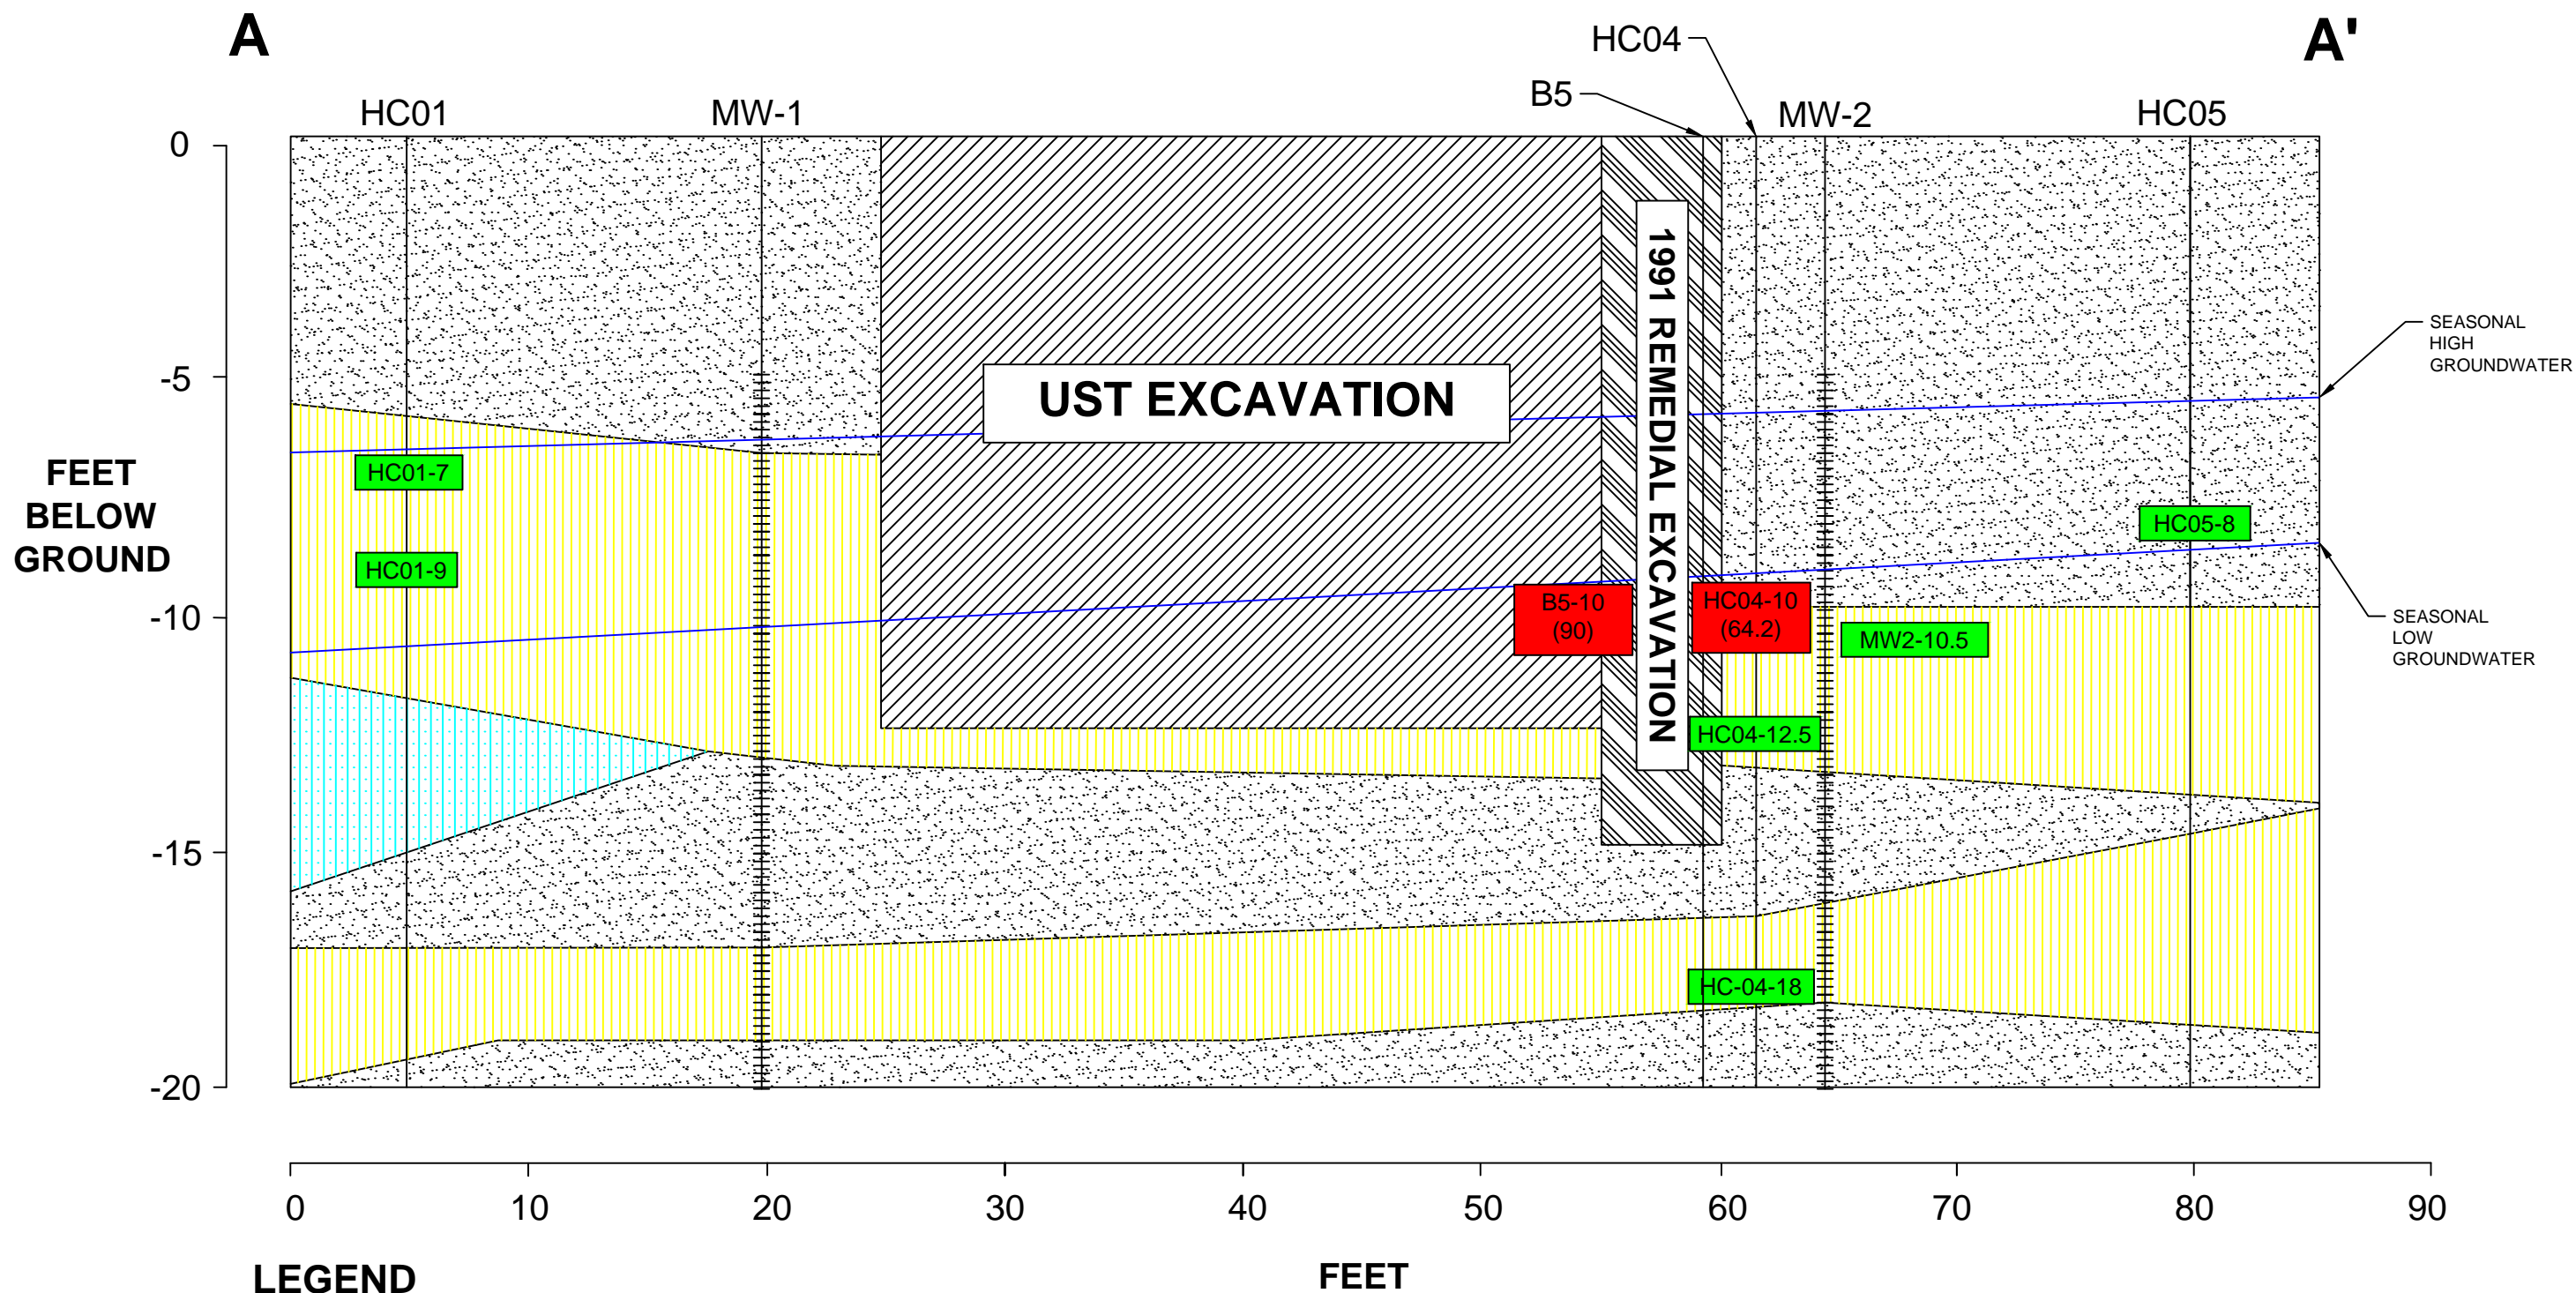 A
A'
HC04
B5
HC01
MW-1
MW-2
HC05
0
-5
-10
-15
-20
FEET
BELOW
GROUND
SEASONAL
HIGH
GROUNDWATER
UST EXCAVATION
1991 REMEDIAL EXCAVATION
HC01-7
HC01-9
HC05-8
B5-10
(90)
HC04-10
(64.2)
MW2-10.5
SEASONAL
LOW
GROUNDWATER
HC04-12.5
HC-04-18
0 10 20 30 40 50 60 70 80 90
LEGEND
FEET